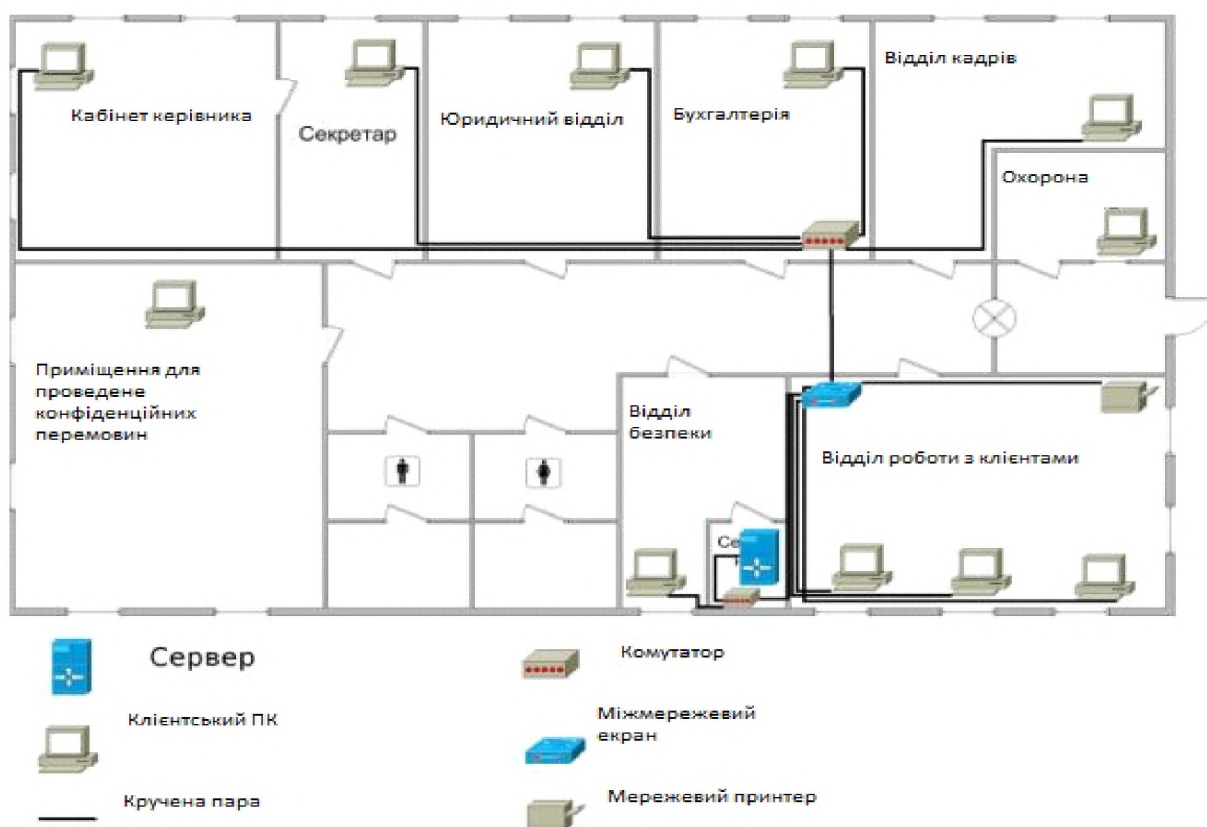 Кабінет керівника
Секретар
Юридичний відділ
Бухгалтерія
Відділ кадрів
Охорона
Приміщення для
проведене
конфіденційних
перемовин
Відділ
безпеки
Відділ роботи з клієнтами
Сервер
Комутатор
Клієнтський ПК
Міжмережевий
екран
Кручена пара
Мережевий принтер